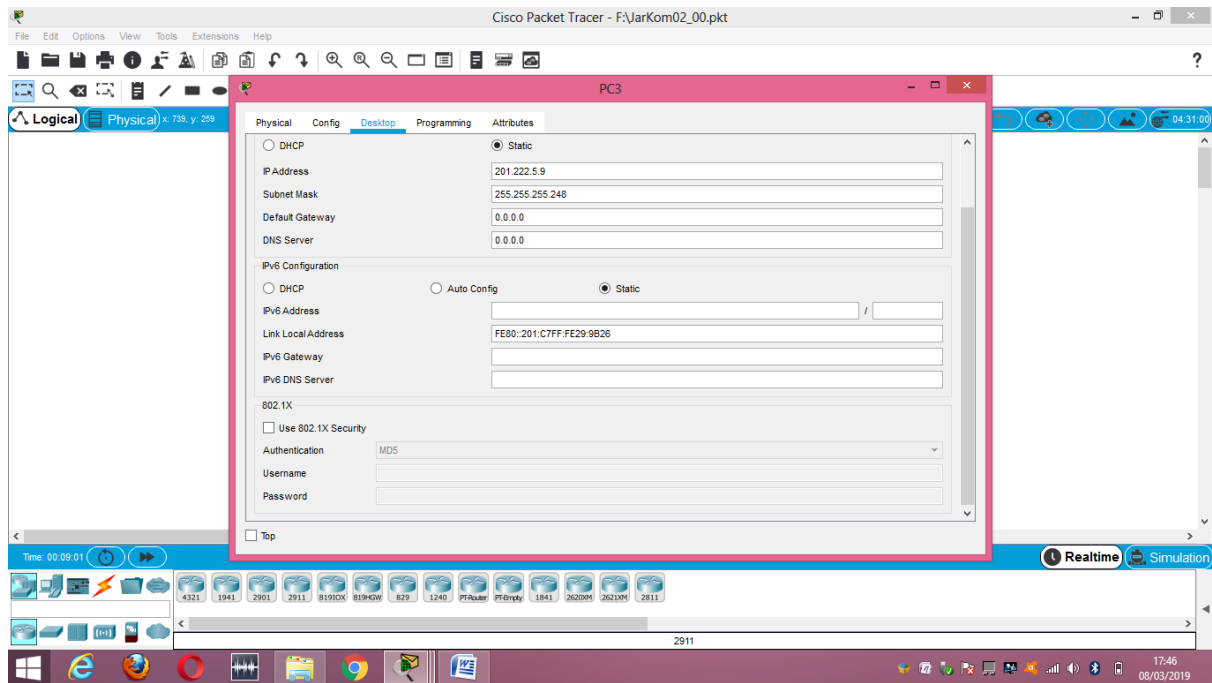 Cisco Packet Tracer - F:\JarKom02_00.pkt
File Edit Options View Tools Extensions Help
?
PC3
Logical Physical x: 739, y: 259
04:31:00
Physical Config Desktop Programming Attributes
DHCP Static
IP Address 201.222.5.9
Subnet Mask 255.255.255.248
Default Gateway 0.0.0.0
DNS Server 0.0.0.0
IPv6 Configuration
DHCP Auto Config Static
IPv6 Address /
Link Local Address FE80::201:C7FF:FE29:9B26
IPv6 Gateway
IPv6 DNS Server
802.1X
Use 802.1X Security
Authentication MD5
Username
Password
Top
Time: 00:09:01 Realtime Simulation
4321 1941 2901 2911 819IOX 819HGW 829 1240 PT-Router PT-Empty 1841 2620XM 2621XM 2811
2911
17:46
08/03/2019